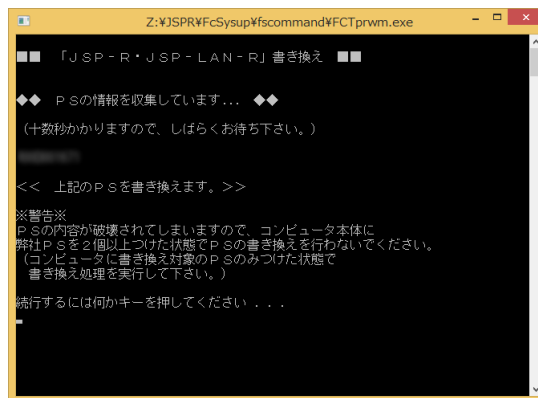 Z:¥JSPR¥FcSysup¥fscommand¥FCTprwm.exe
■■ 「ＪＳＰ－Ｒ・ＪＳＰ－ＬＡＮ－Ｒ」書き換え ■■
◆◆ ＰＳの情報を収集しています... ◆◆
（十数秒かかりますので、しばらくお待ち下さい。）
<< 上記のＰＳを書き換えます。>>
※警告※
ＰＳの内容が破壊されてしまいますので、コンピュータ本体に
弊社ＰＳを２個以上つけた状態でＰＳの書き換えを行わないでください。
（コンピュータに書き換え対象のＰＳのみつけた状態で
書き換え処理を実行して下さい。）
続行するには何かキーを押してください . . .